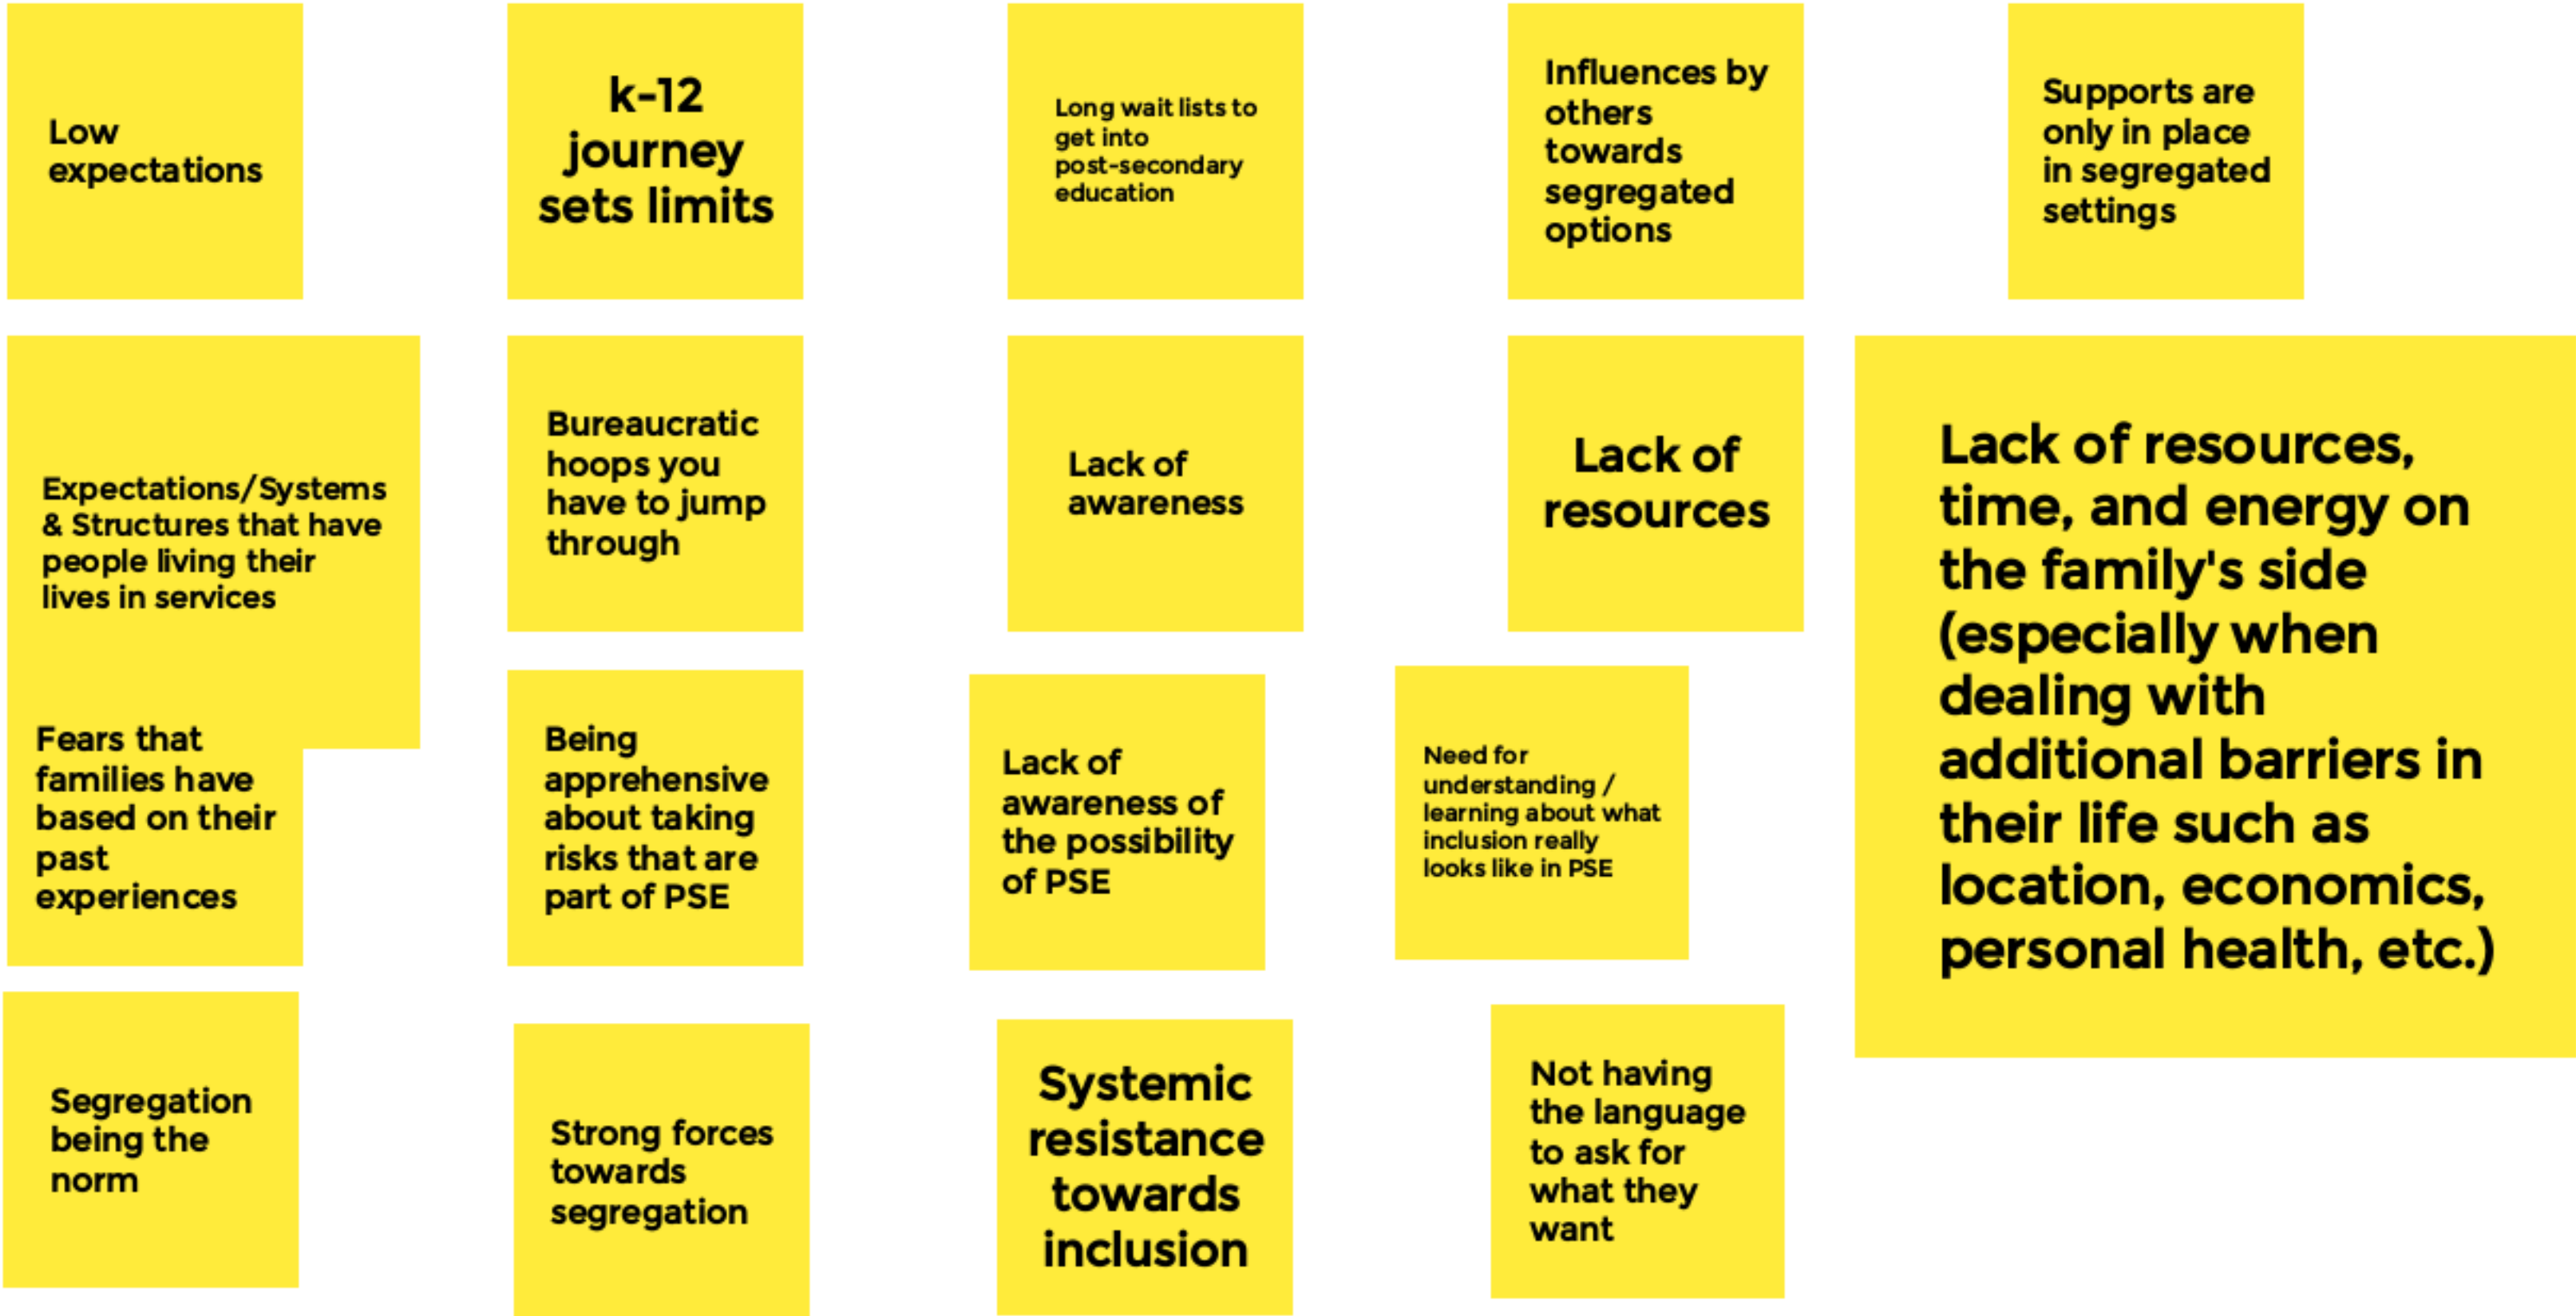 Low
expectations
k-12
journey
sets limits
Long wait lists to
get into
post-secondary
education
Influences by
others
towards
segregated
options
Supports are
only in place
in segregated
settings
Expectations/Systems
& Structures that have
people living their
lives in services
Bureaucratic
hoops you
have to jump
through
Lack of
awareness
Lack of
resources
Lack of resources,
time, and energy on
the family's side
(especially when
dealing with
additional barriers in
their life such as
location, economics,
personal health, etc.)
Fears that
families have
based on their
past
experiences
Being
apprehensive
about taking
risks that are
part of PSE
Lack of
awareness of
the possibility
of PSE
Need for
understanding /
learning about what
inclusion really
looks like in PSE
Segregation
being the
norm
Strong forces
towards
segregation
Systemic
resistance
towards
inclusion
Not having
the language
to ask for
what they
want